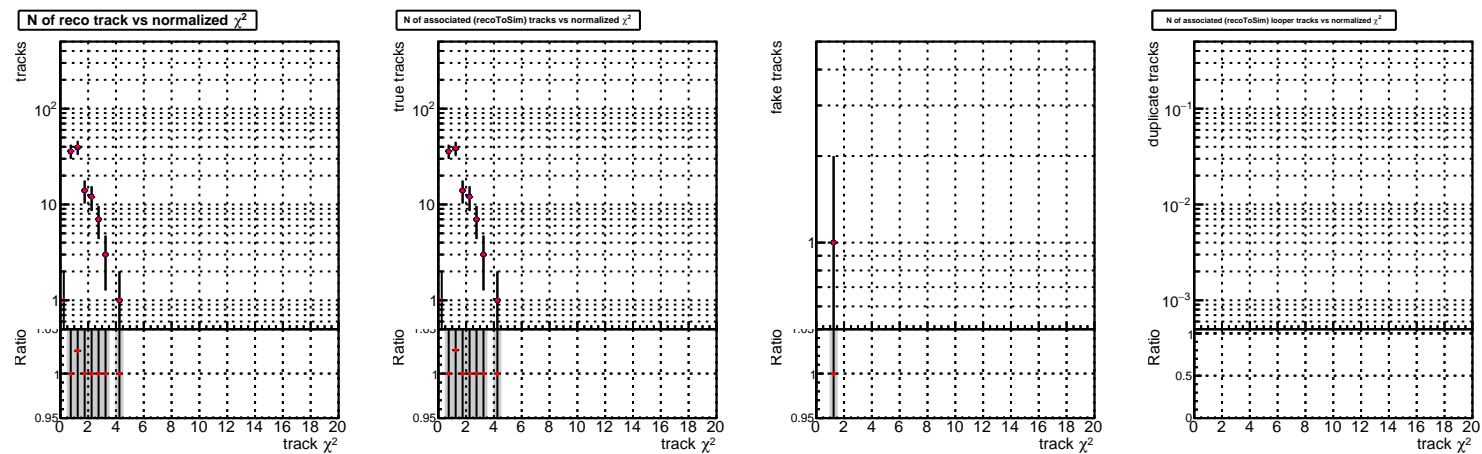 N of reco track vs normalized χ²
tracks
10²
10
1
1.05
Ratio
1
0.95
0 2 4 6 8 10 12 14 16 18 20
track χ²
N of associated (recoToSim) tracks vs normalized χ²
true tracks
10²
10
1
1.05
Ratio
1
0.95
0 2 4 6 8 10 12 14 16 18 20
track χ²
fake tracks
1
1.05
Ratio
1
0.95
0 2 4 6 8 10 12 14 16 18 20
track χ²
N of associated (recoToSim) looper tracks vs normalized χ²
duplicate tracks
10⁻¹
10⁻²
10⁻³
Ratio
1
0.5
0
0 2 4 6 8 10 12 14 16 18 20
track χ²